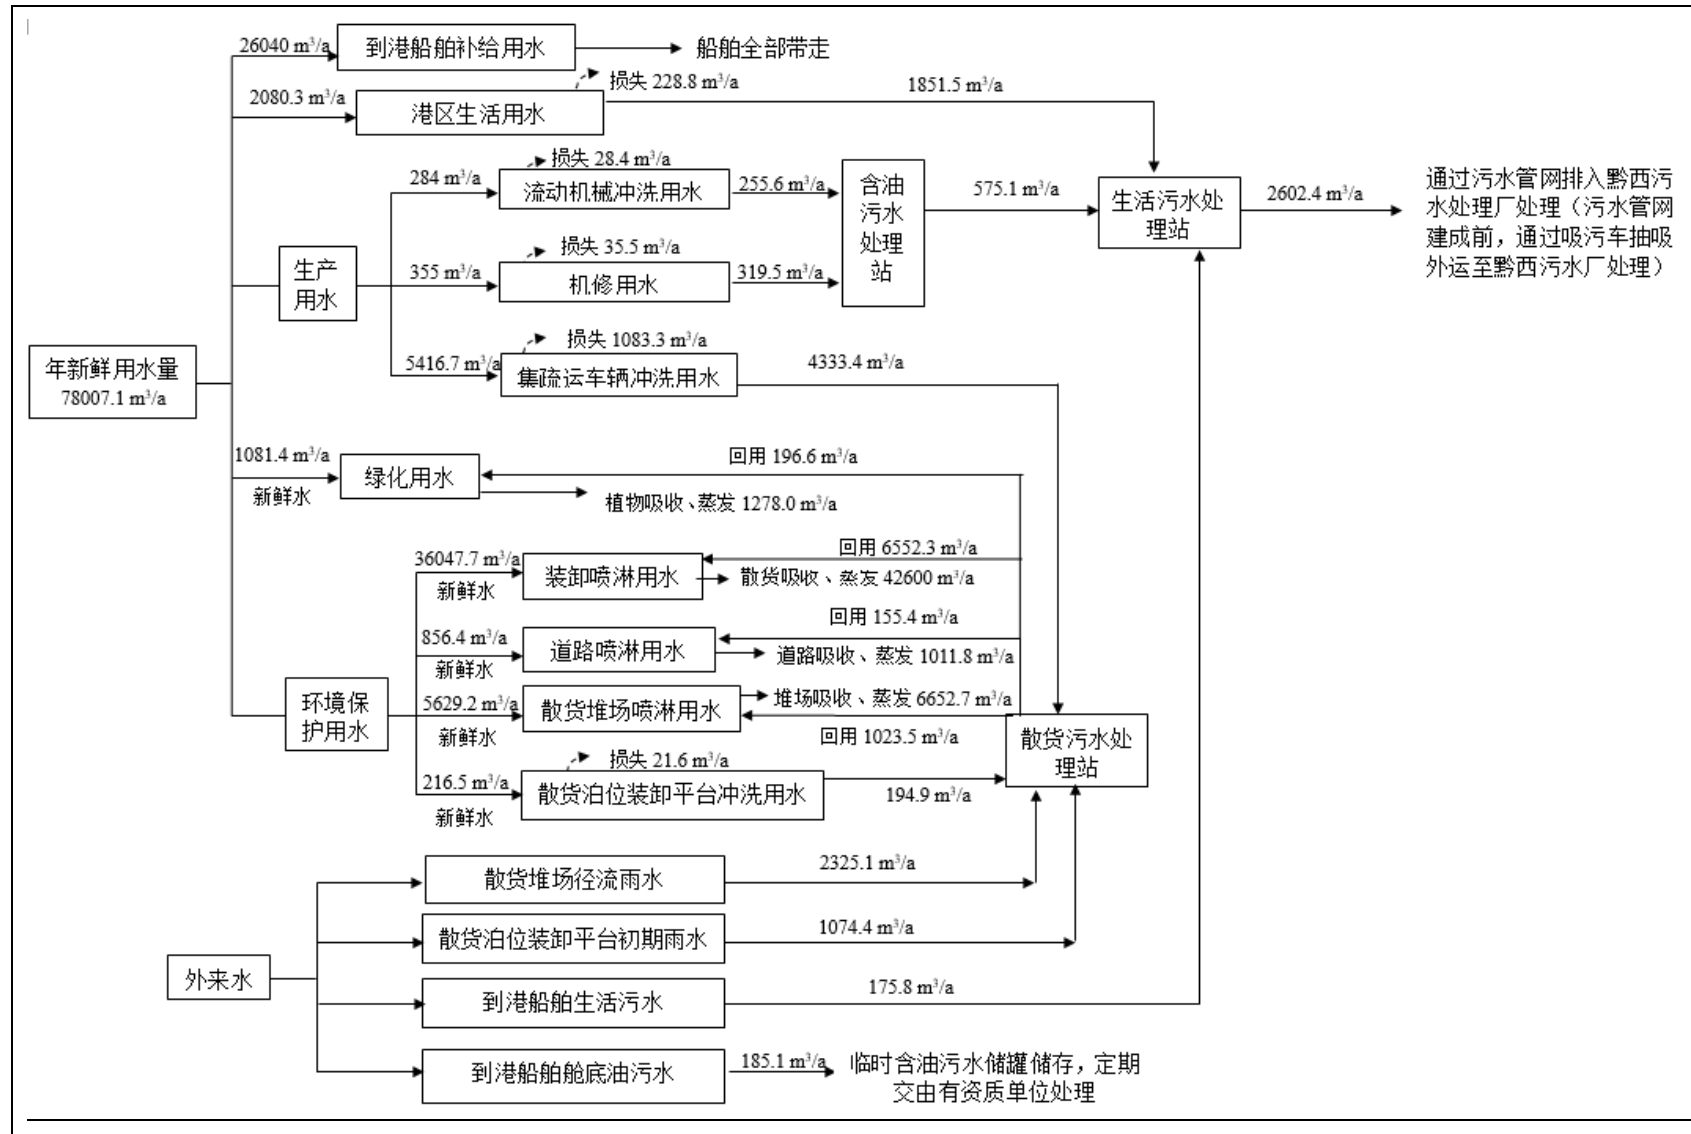 26040 m³/a
到港船舶补给用水
船舶全部带走
2080.3 m³/a
港区生活用水
损失 228.8 m³/a
1851.5 m³/a
284 m³/a
损失 28.4 m³/a
流动机械冲洗用水
255.6 m³/a
含油
污水
处理
站
575.1 m³/a
生活污水处
理站
2602.4 m³/a
通过污水管网排入黔西污
水处理厂处理（污水管网
建成前，通过吸污车抽吸
外运至黔西污水厂处理）
生产
用水
355 m³/a
损失 35.5 m³/a
机修用水
319.5 m³/a
5416.7 m³/a
损失 1083.3 m³/a
集疏运车辆冲洗用水
4333.4 m³/a
年新鲜用水量
78007.1 m³/a
1081.4 m³/a
新鲜水
绿化用水
回用 196.6 m³/a
植物吸收、蒸发 1278.0 m³/a
环境保
护用水
36047.7 m³/a
新鲜水
装卸喷淋用水
回用 6552.3 m³/a
散货吸收、蒸发 42600 m³/a
856.4 m³/a
新鲜水
道路喷淋用水
回用 155.4 m³/a
道路吸收、蒸发 1011.8 m³/a
5629.2 m³/a
新鲜水
散货堆场喷淋用水
堆场吸收、蒸发 6652.7 m³/a
回用 1023.5 m³/a
散货污水处
理站
216.5 m³/a
新鲜水
损失 21.6 m³/a
散货泊位装卸平台冲洗用水
194.9 m³/a
外来水
散货堆场径流雨水
2325.1 m³/a
散货泊位装卸平台初期雨水
1074.4 m³/a
到港船舶生活污水
175.8 m³/a
到港船舶舱底油污水
185.1 m³/a
临时含油污水储罐储存，定期
交由有资质单位处理